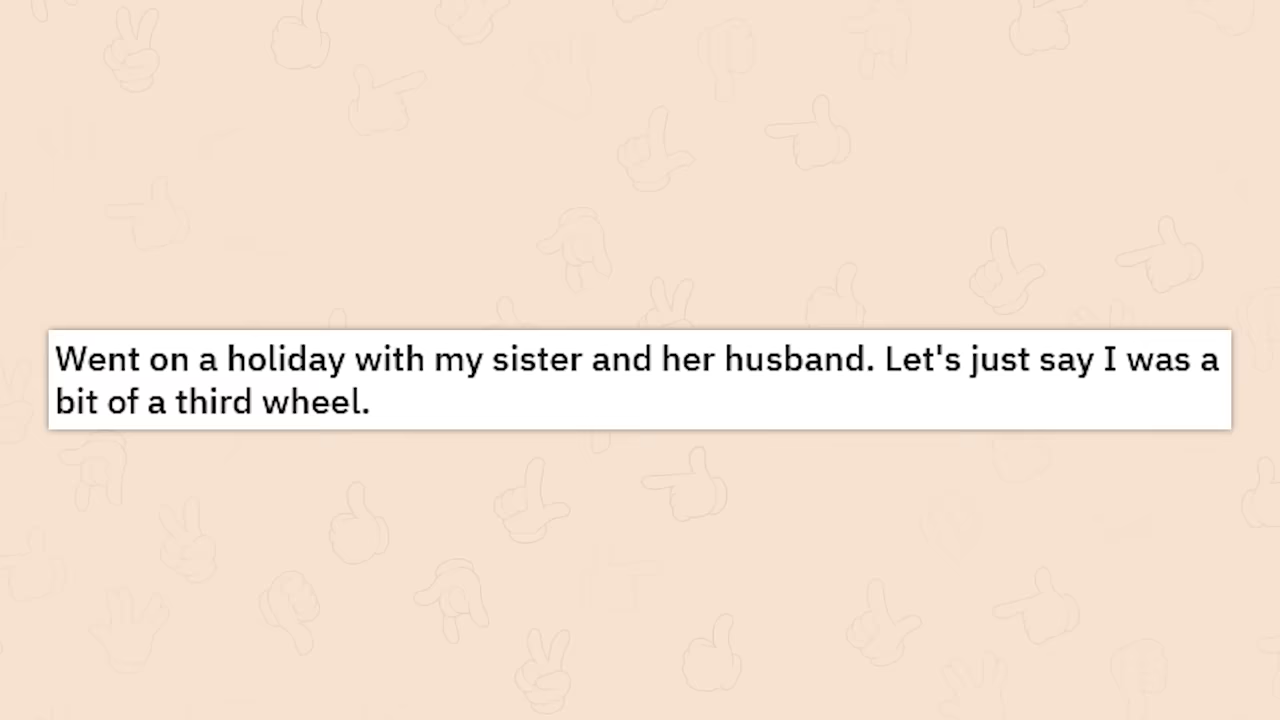 Went on a holiday with my sister and her husband. Let's just say I was a
bit of a third wheel.